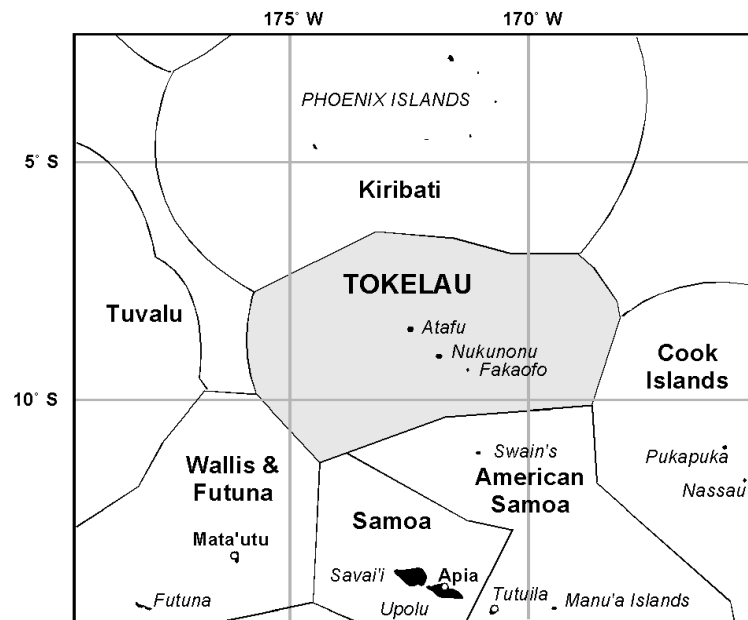 175° W 170° W
PHOENIX ISLANDS
5° S
Kiribati
TOKELAU
Tuvalu
Atafu
Nukunonu
Fakaofo
Cook
Islands
10° S
Wallis &
Futuna
Swain's
American
Samoa
Pukapuka
Nassau
Samoa
Mata'utu
Savai'i
Apia
Upolu
Futuna
Tutuila
Manu'a Islands